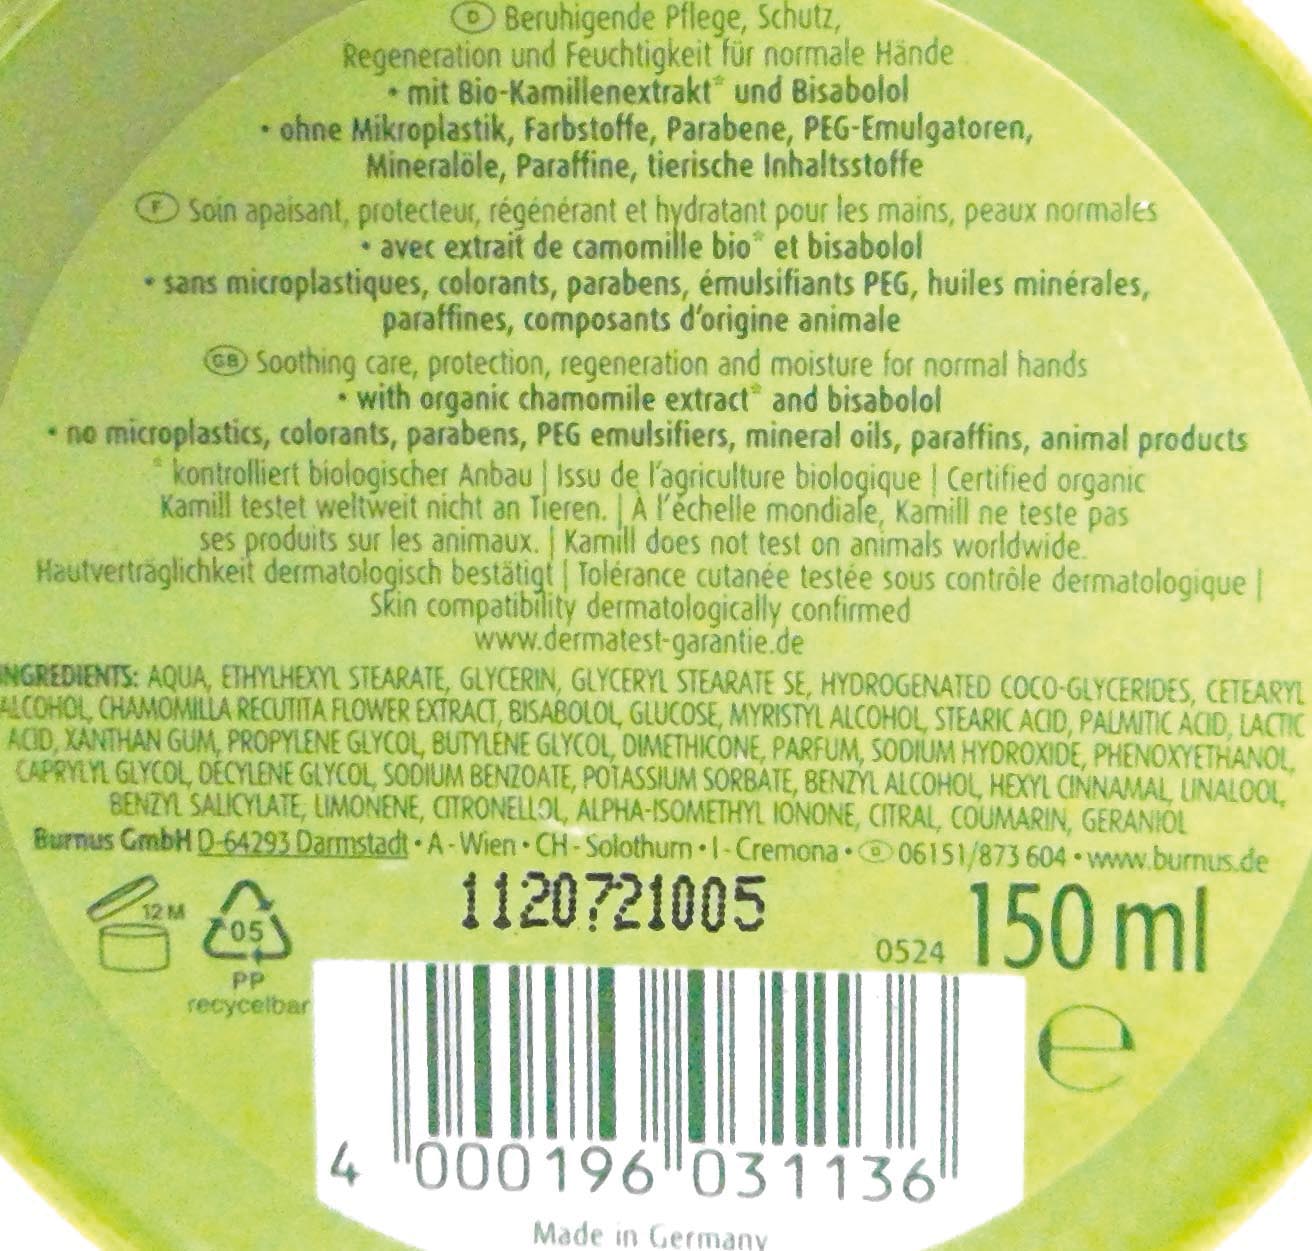 D Beruhigende Pflege, Schutz,
Regeneration und Feuchtigkeit für normale Hände
• mit Bio-Kamillenextrakt* und Bisabolol
• ohne Mikroplastik, Farbstoffe, Parabene, PEG-Emulgatoren,
Mineralöle, Paraffine, tierische Inhaltsstoffe
F Soin apaisant, protecteur, régénérant et hydratant pour les mains, peaux normales
• avec extrait de camomille bio* et bisabolol
• sans microplastiques, colorants, parabens, émulsifiants PEG, huiles minérales,
paraffines, composants d'origine animale
GB Soothing care, protection, regeneration and moisture for normal hands
• with organic chamomile extract* and bisabolol
• no microplastics, colorants, parabens, PEG emulsifiers, mineral oils, paraffins, animal products
* kontrolliert biologischer Anbau | Issu de l'agriculture biologique | Certified organic
Kamill testet weltweit nicht an Tieren. | À l'échelle mondiale, Kamill ne teste pas
ses produits sur les animaux. | Kamill does not test on animals worldwide.
Hautverträglichkeit dermatologisch bestätigt | Tolérance cutanée testée sous contrôle dermatologique |
Skin compatibility dermatologically confirmed
www.dermatest-garantie.de
INGREDIENTS: AQUA, ETHYLHEXYL STEARATE, GLYCERIN, GLYCERYL STEARATE SE, HYDROGENATED COCO-GLYCERIDES, CETEARYL
ALCOHOL, CHAMOMILLA RECUTITA FLOWER EXTRACT, BISABOLOL, GLUCOSE, MYRISTYL ALCOHOL, STEARIC ACID, PALMITIC ACID, LACTIC
ACID, XANTHAN GUM, PROPYLENE GLYCOL, BUTYLENE GLYCOL, DIMETHICONE, PARFUM, SODIUM HYDROXIDE, PHENOXYETHANOL,
CAPRYLYL GLYCOL, DECYLENE GLYCOL, SODIUM BENZOATE, POTASSIUM SORBATE, BENZYL ALCOHOL, HEXYL CINNAMAL, LINALOOL,
BENZYL SALICYLATE, LIMONENE, CITRONELLOL, ALPHA-ISOMETHYL IONONE, CITRAL, COUMARIN, GERANIOL
Burnus GmbH D-64293 Darmstadt • A - Wien • CH - Solothurn • I - Cremona • 06151/873 604 • www.burnus.de
1120721005
12 M
05
PP
recycelbar
0524
150 ml
e
4 000196 031136
Made in Germany